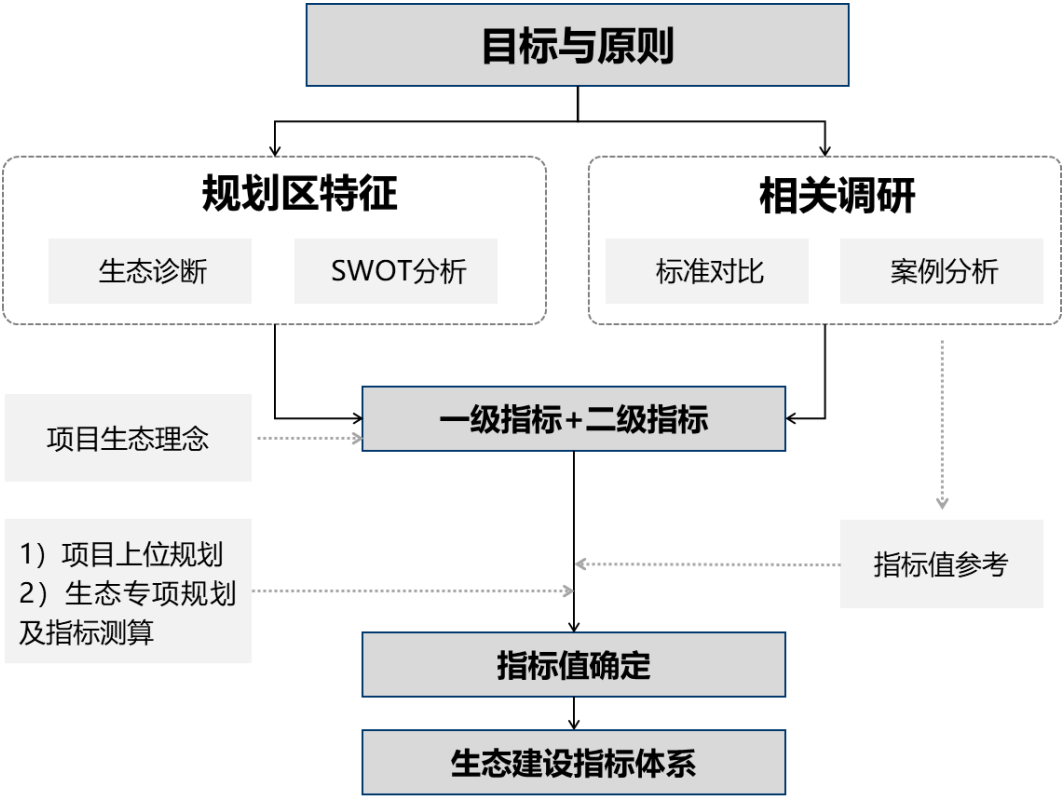 目标与原则
规划区特征
相关调研
生态诊断
SWOT分析
标准对比
案例分析
一级指标+二级指标
项目生态理念
1）项目上位规划
2）生态专项规划
及指标测算
指标值参考
指标值确定
生态建设指标体系